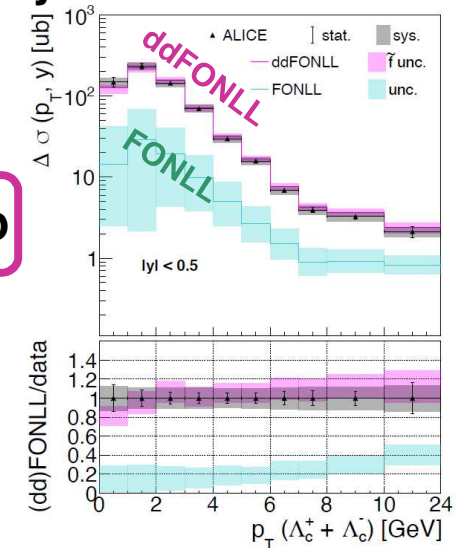 10³
Δ σ (p_T, y) [ub]
▲ ALICE stat. sys.
ddFONLL f̃ unc.
FONLL unc.
ddFONLL
10²
FONLL
10
1
|y| < 0.5
(dd)FONLL/data
1.4
1.2
1
0.8
0.6
0.4
0.2
0
0 2 4 6 8 10 24
p_T (Λ_c⁺ + Λ_c⁻) [GeV]